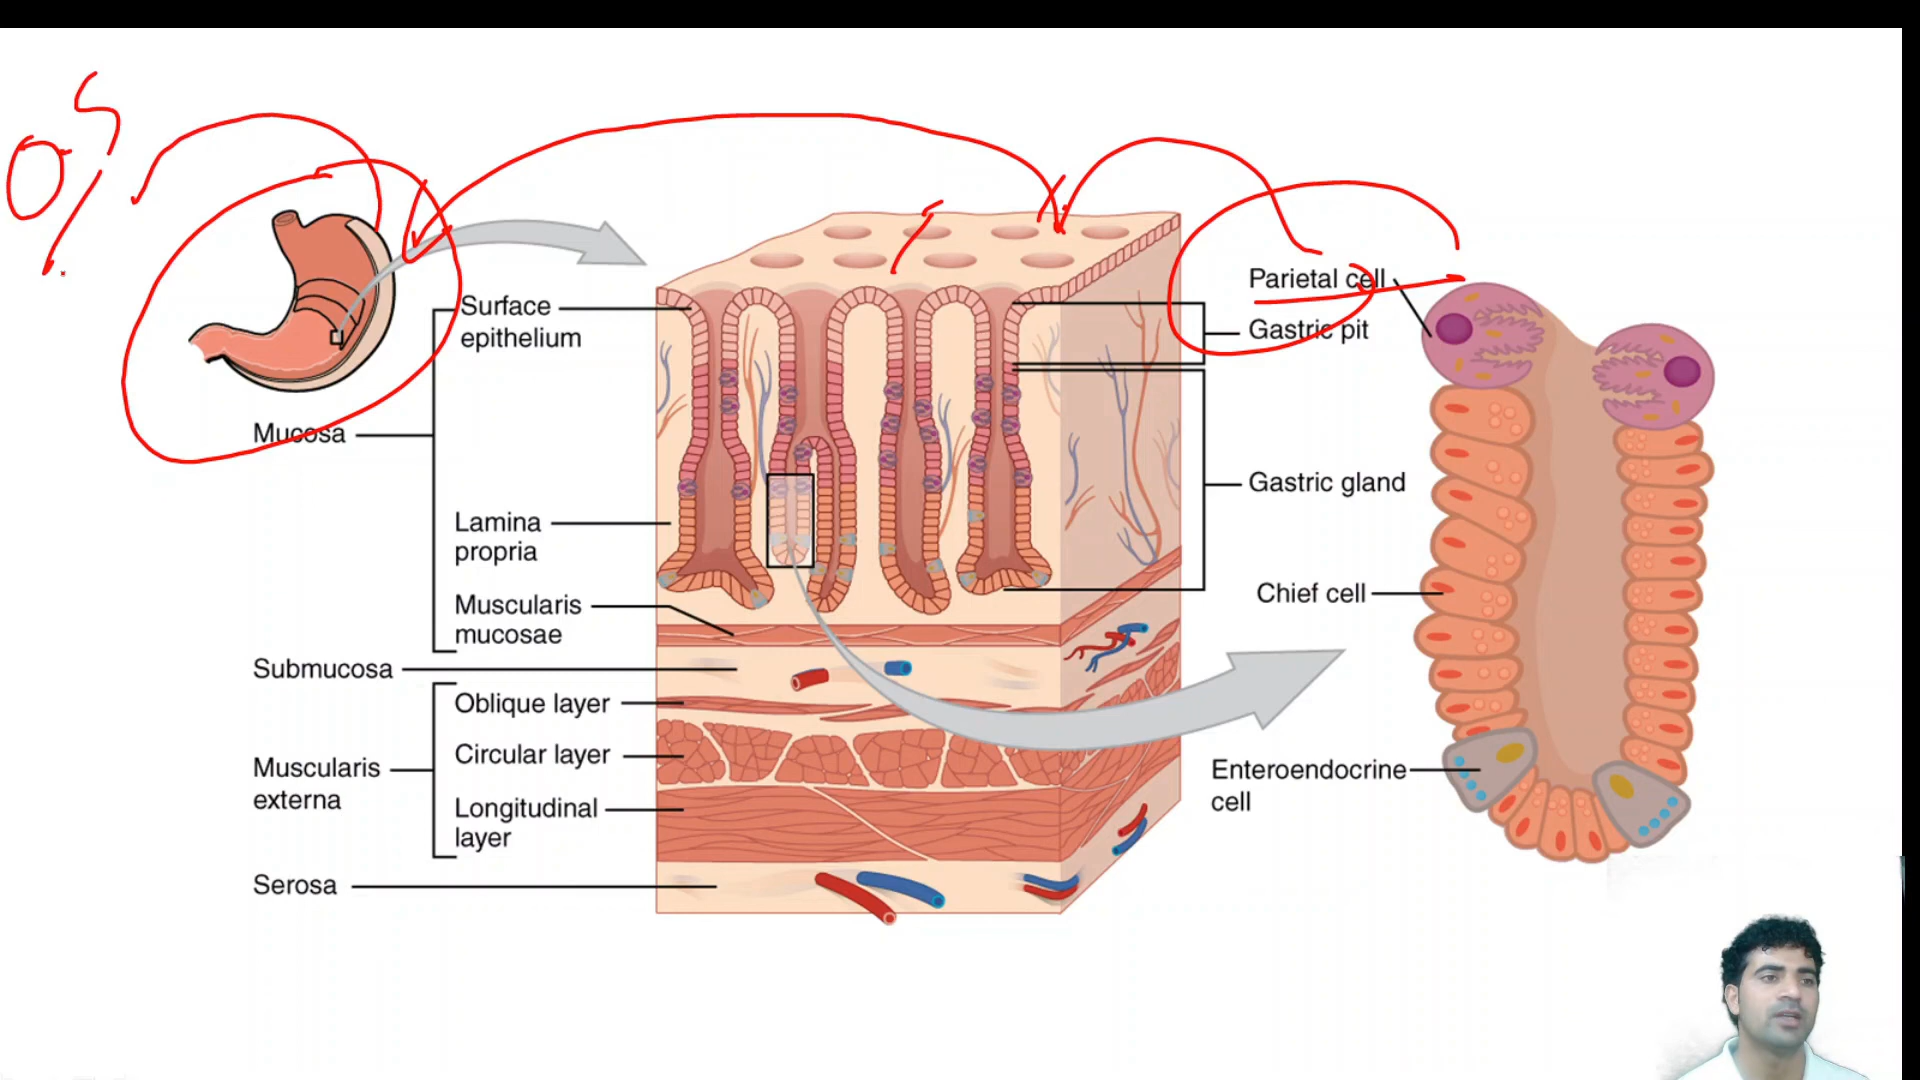 Surface
epithelium
Mucosa
Lamina
propria
Muscularis
mucosae
Submucosa
Oblique layer
Circular layer
Muscularis
externa
Longitudinal
layer
Serosa
Parietal cell
Gastric pit
Gastric gland
Chief cell
Enteroendocrine
cell